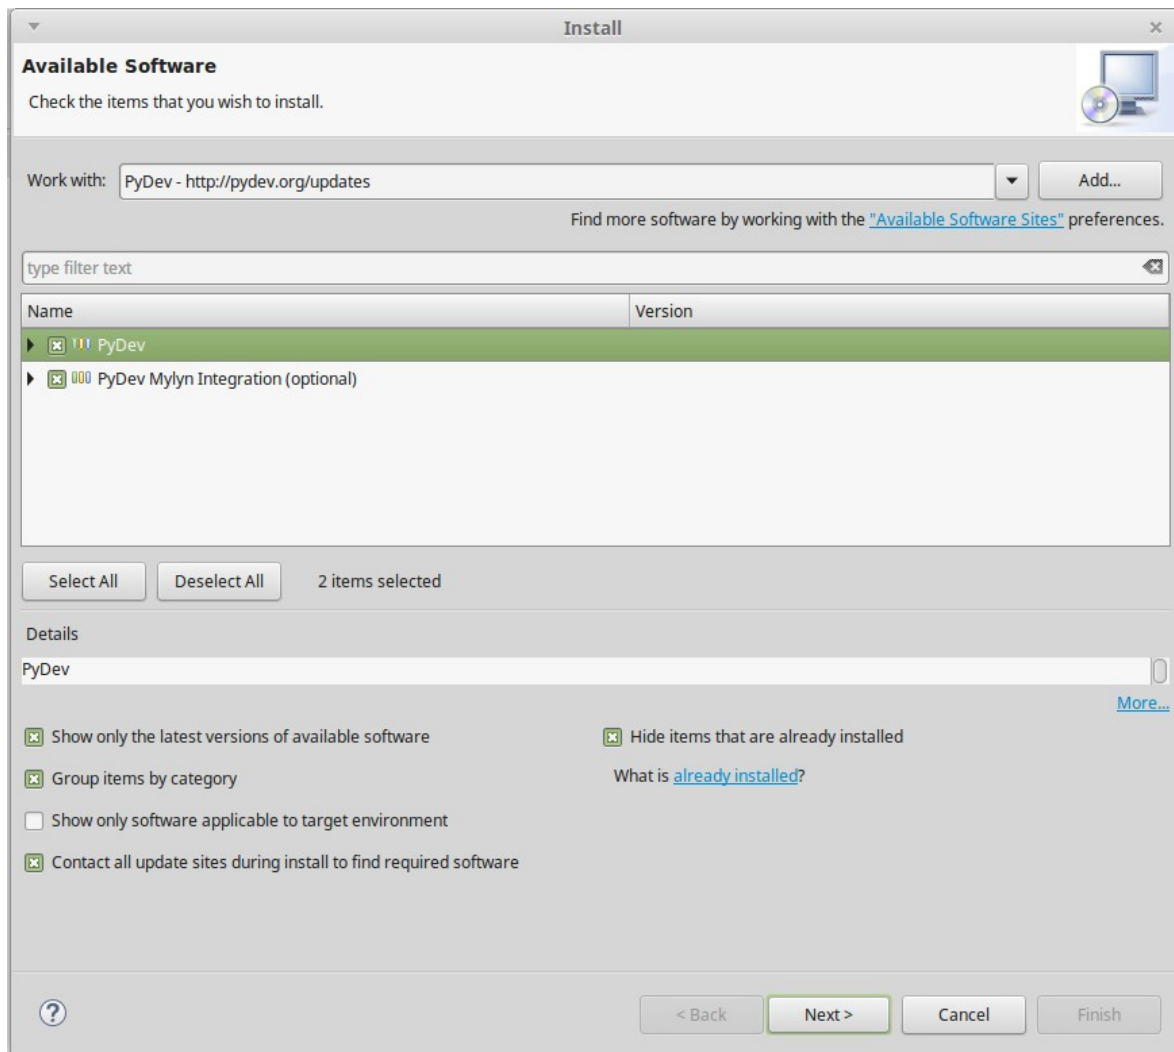 Install
Available Software
Check the items that you wish to install.
Work with: PyDev - http://pydev.org/updates Add...
Find more software by working with the "Available Software Sites" preferences.
type filter text
Name Version
PyDev
PyDev Mylyn Integration (optional)
Select All Deselect All 2 items selected
Details
PyDev
More...
Show only the latest versions of available software Hide items that are already installed
Group items by category What is already installed?
Show only software applicable to target environment
Contact all update sites during install to find required software
? < Back Next > Cancel Finish